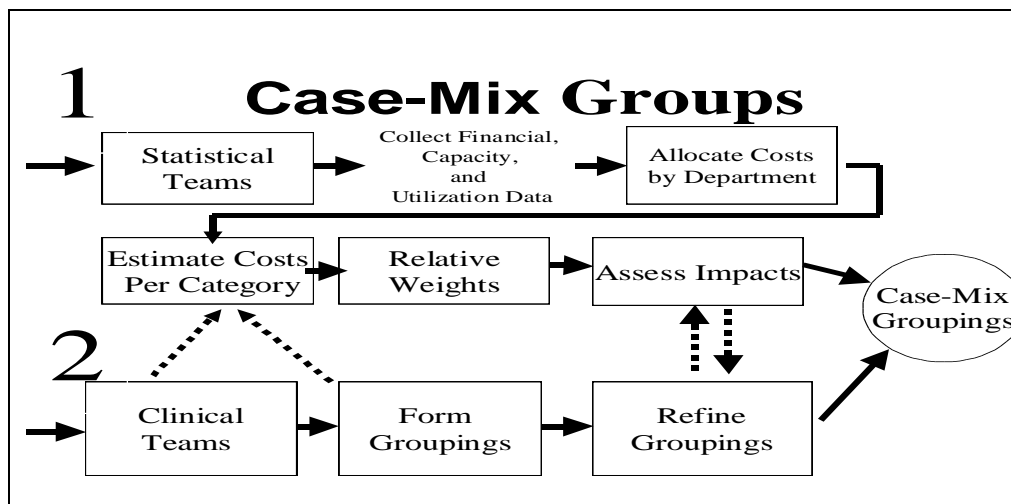 1
Case-Mix Groups
Statistical
Teams
Collect Financial,
Capacity,
and
Utilization Data
Allocate Costs
by Department
Estimate Costs
Per Category
Relative
Weights
Assess Impacts
Case-Mix
Groupings
2
Clinical
Teams
Form
Groupings
Refine
Groupings